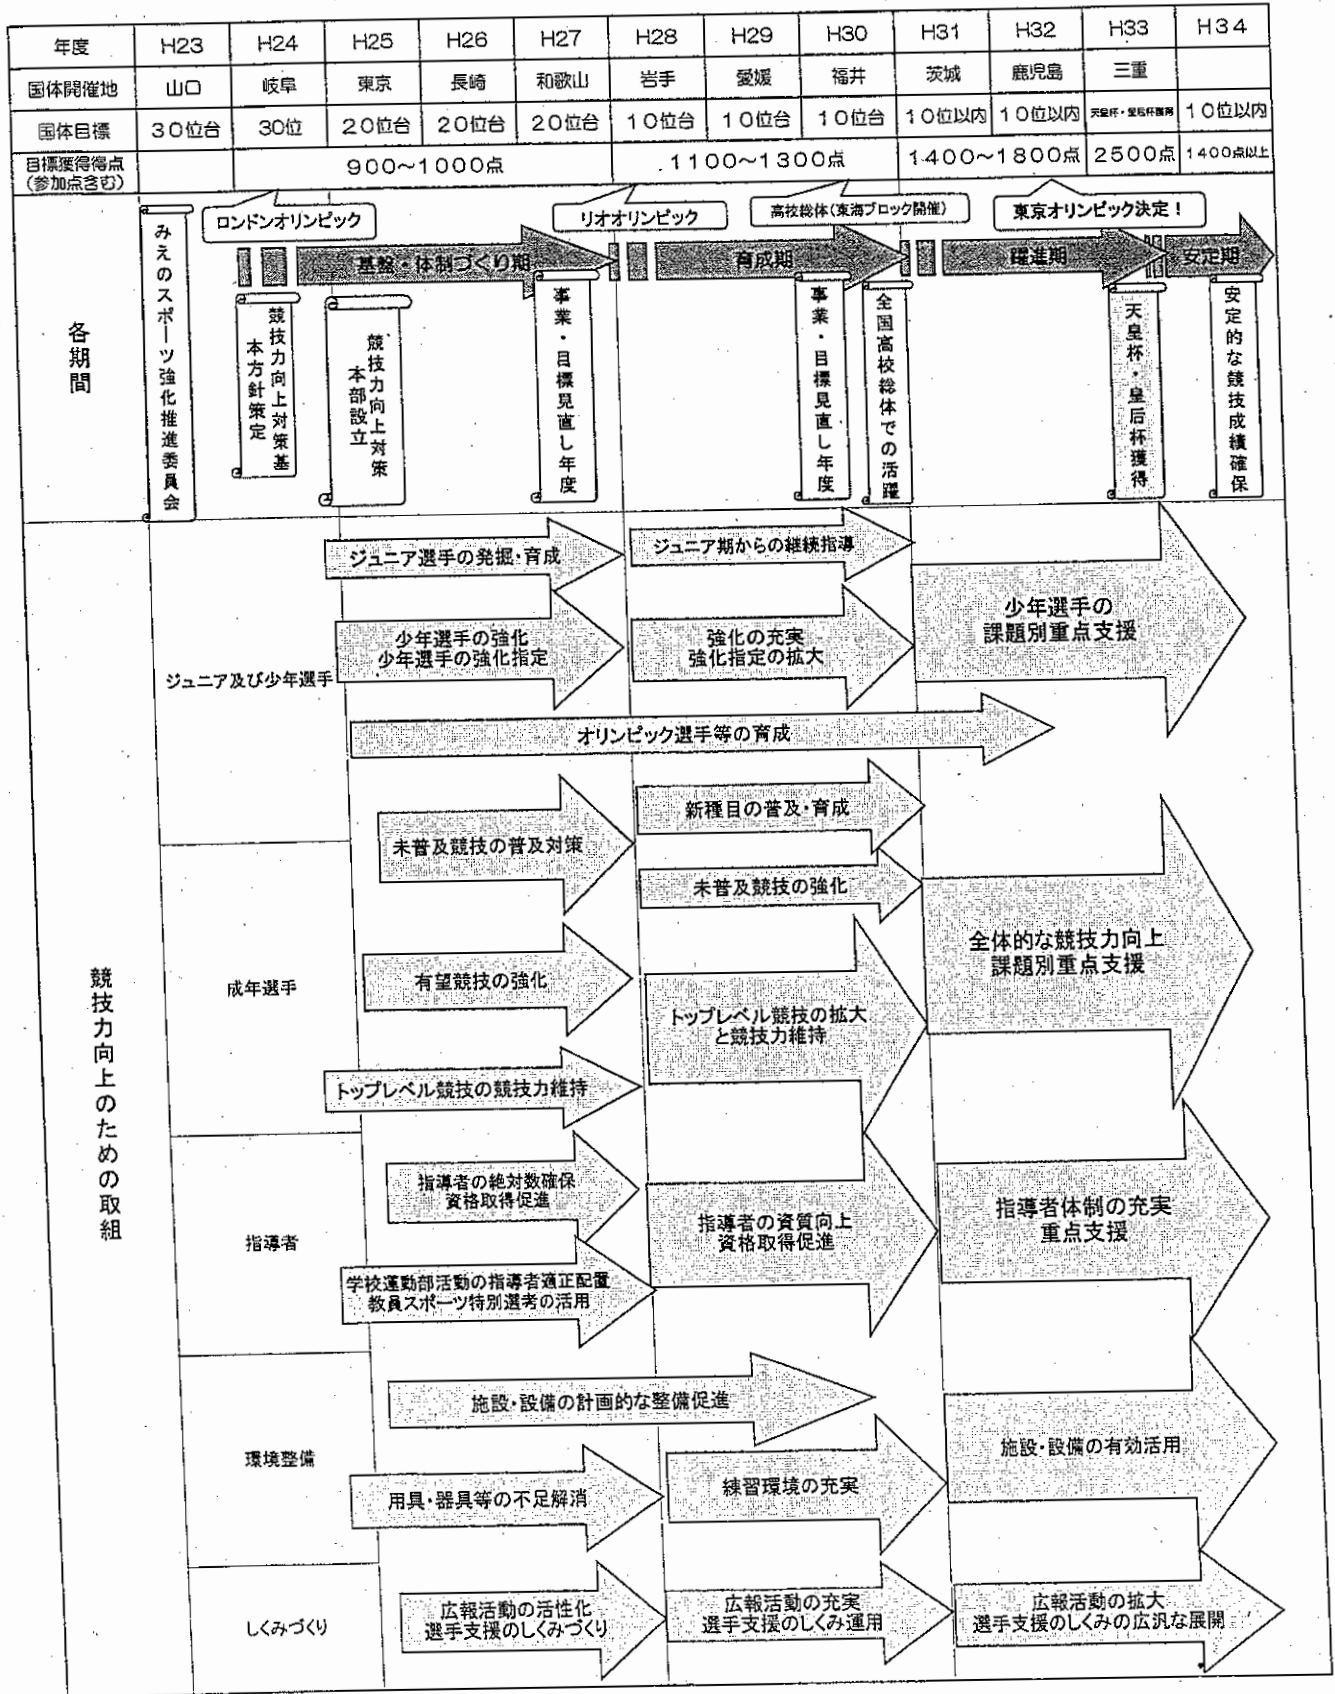 年度 H23 H24 H25 H26 H27 H28 H29 H30 H31 H32 H33 H34
国体開催地 山口 岐阜 東京 長崎 和歌山 岩手 愛媛 福井 茨城 鹿児島 三重
国体目標 30位台 30位 20位台 20位台 20位台 10位台 10位台 10位台 10位以内 10位以内 天皇杯・皇后杯獲得 10位以内
目標獲得得点
(参加点含む)
900~1000点 1100~1300点 1400~1800点 2500点 1400点以上
ロンドンオリンピック リオオリンピック 高校総体(東海ブロック開催) 東京オリンピック決定!
基盤・体制づくり期 育成期 躍進期 安定期
各期間
みえのスポーツ強化推進委員会
競技力向上対策基
本方針策定
競技力向上対策
本部設立
事業・目標見直し年度
事業・目標見直し年度
全国高校総体での活躍
天皇杯・皇后杯獲得
安定的な競技成績確保
競技力向上のための取組
ジュニア及び少年選手
ジュニア選手の発掘・育成
ジュニア期からの継続指導
少年選手の強化
少年選手の強化指定
強化の充実
強化指定の拡大
少年選手の
課題別重点支援
オリンピック選手等の育成
成年選手
未普及競技の普及対策
新種目の普及・育成
未普及競技の強化
有望競技の強化
トップレベル競技の拡大
と競技力維持
全体的な競技力向上
課題別重点支援
トップレベル競技の競技力維持
指導者
指導者の絶対数確保
資格取得促進
学校運動部活動の指導者適正配置
教員スポーツ特別選考の活用
指導者の資質向上
資格取得促進
指導者体制の充実
重点支援
環境整備
施設・設備の計画的な整備促進
用具・器具等の不足解消
練習環境の充実
施設・設備の有効活用
しくみづくり
広報活動の活性化
選手支援のしくみづくり
広報活動の充実
選手支援のしくみ運用
広報活動の拡大
選手支援のしくみの広汎な展開